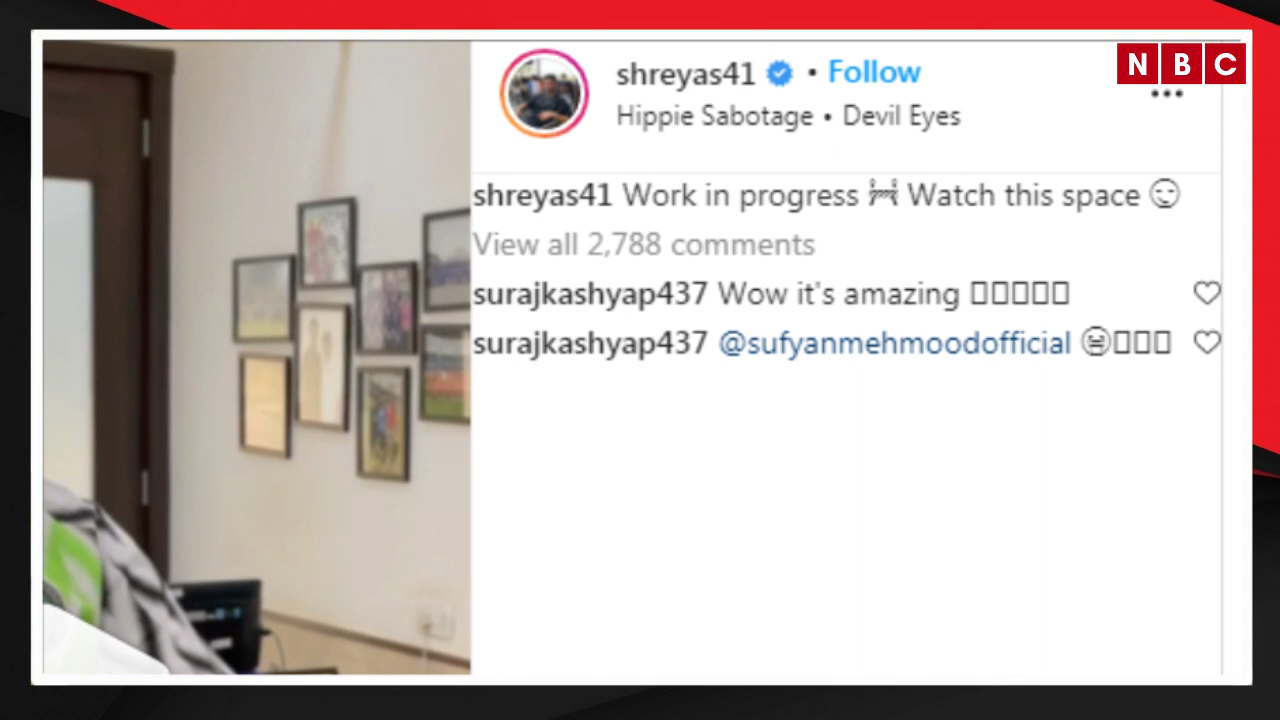 NBC
shreyas41 • Follow
Hippie Sabotage • Devil Eyes
shreyas41 Work in progress Watch this space
View all 2,788 comments
surajkashyap437 Wow it's amazing
surajkashyap437 @sufyanmehmoodofficial